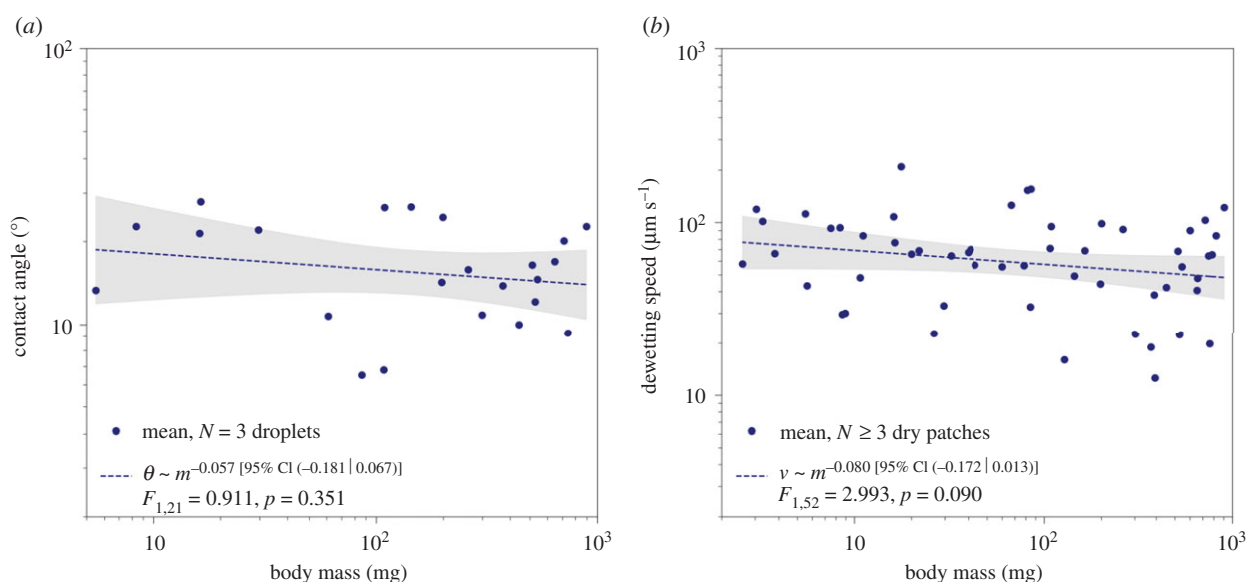 (a)
10²
10
contact angle (°)
mean, N = 3 droplets
θ ~ m^–0.057 [95% Cl (–0.181 | 0.067)]
F₁,₂₁ = 0.911, p = 0.351
10
10²
10³
body mass (mg)
(b)
10³
10²
10
dewetting speed (µm s⁻¹)
mean, N ≥ 3 dry patches
v ~ m^–0.080 [95% Cl (–0.172 | 0.013)]
F₁,₅₂ = 2.993, p = 0.090
10
10²
10³
body mass (mg)